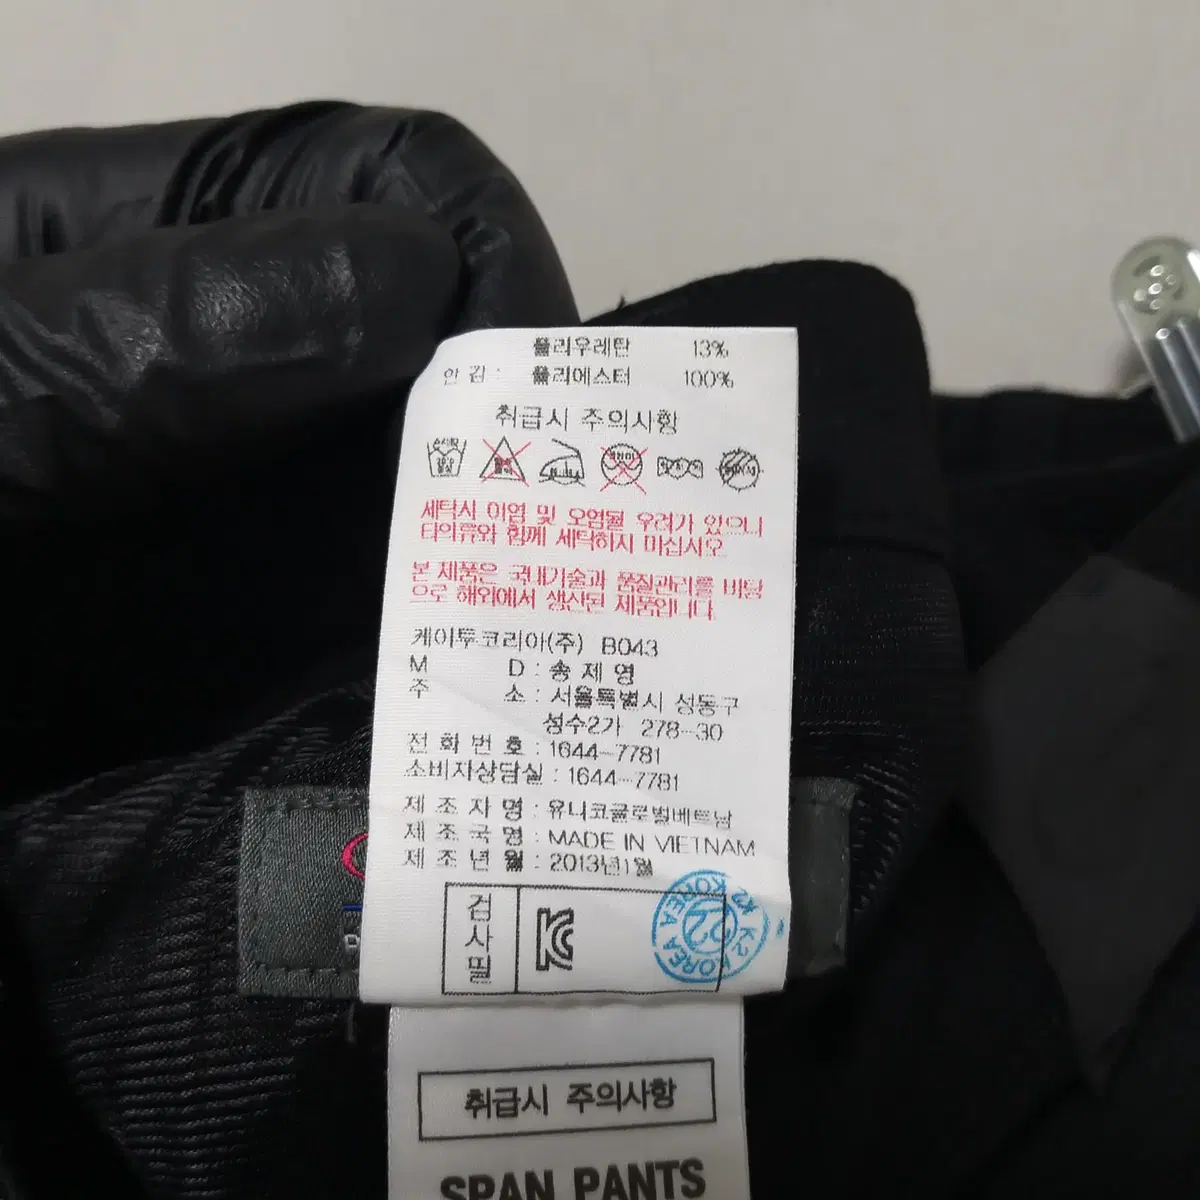 폴리우레탄 13%
안 감 : 폴리에스터 100%
취급시 주의사항
세탁시 이염 및 오염될 우려가 있으니
타의류와 함께 세탁하지 마십시오
본 제품은 국내기술과 품질관리를 바탕
으로 해외에서 생산된 제품입니다.
케이투코리아(주) B043
M D : 송 제 영
주 소 : 서울특별시 성동구
성수2가 278-30
전 화 번 호 : 1644-7781
소비자상담실 : 1644-7781
제 조 자 명 : 유니코글로벌베트남
제 조 국 명 : MADE IN VIETNAM
제 조 년 월 : 2013년1월
검사필
K2 KOREA K2 KOREA
22
취급시 주의사항
SPAN PANTS